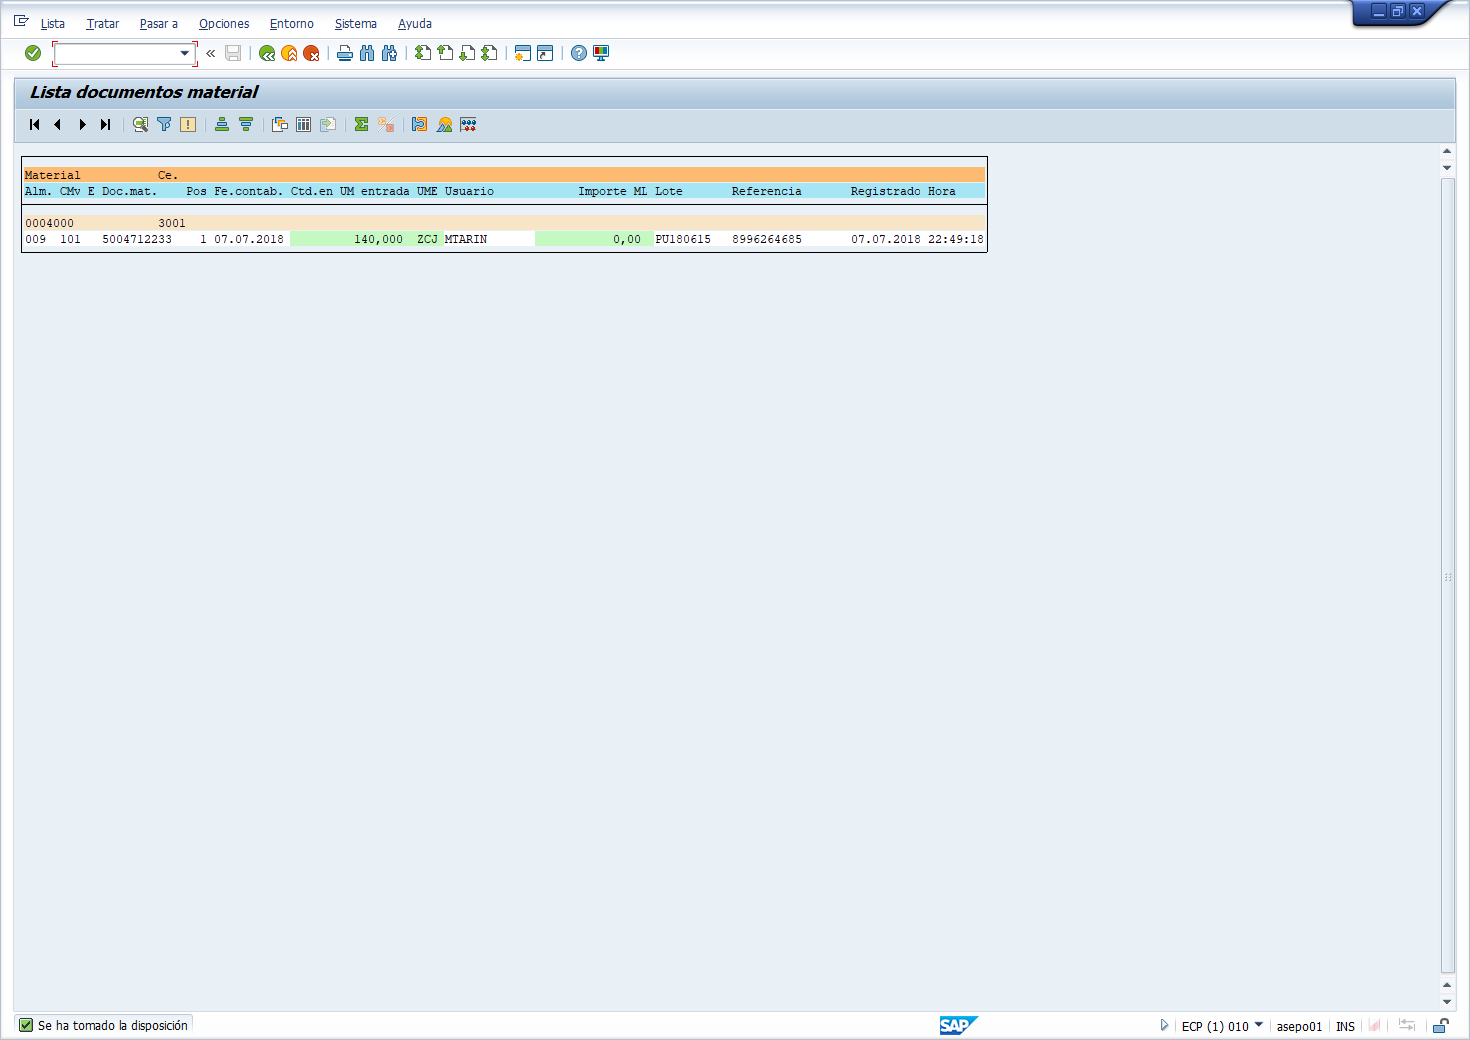 Lista Tratar Pasar a Opciones Entorno Sistema Ayuda
Lista documentos material
Material Ce.
Alm. CMv E Doc.mat. Pos Fe.contab. Ctd.en UM entrada UME Usuario Importe ML Lote Referencia Registrado Hora
0004000 3001
009 101 5004712233 1 07.07.2018 140,000 ZCJ MTARIN 0,00 PU180615 8996264685 07.07.2018 22:49:18
Se ha tomado la disposición SAP ECP (1) 010 asepo01 INS